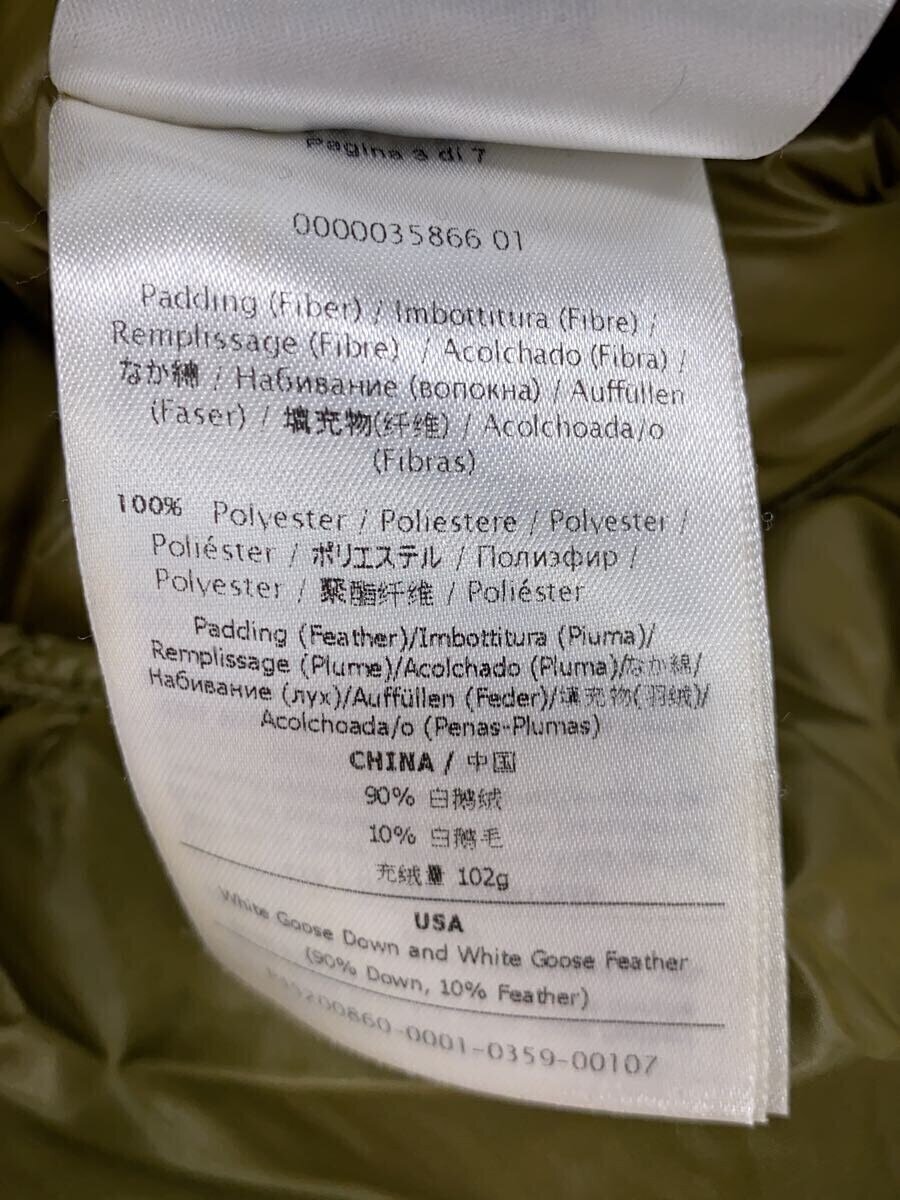 Pagina 3 di 7
0000035866 01
Padding (Fiber) / Imbottitura (Fibre) /
Remplissage (Fibre) / Acolchado (Fibra) /
なか綿 / Набивание (волокна) / Auffüllen
(Faser) / 填充物(纤维) / Acolchoada/o
(Fibras)
100% Polyester / Poliestere / Polyester /
Poliéster / ポリエステル / Полиэфир /
Polyester / 聚酯纤维 / Poliéster
Padding (Feather)/Imbottitura (Piuma)/
Remplissage (Plume)/Acolchado (Pluma)/なか綿/
Набивание (лух)/Auffüllen (Feder)/填充物(羽绒)/
Acolchoada/o (Penas-Plumas)
CHINA / 中国
90% 白鹅绒
10% 白鹅毛
充绒量 102g
USA
White Goose Down and White Goose Feather
(90% Down, 10% Feather)
200860-0001-0359-00107